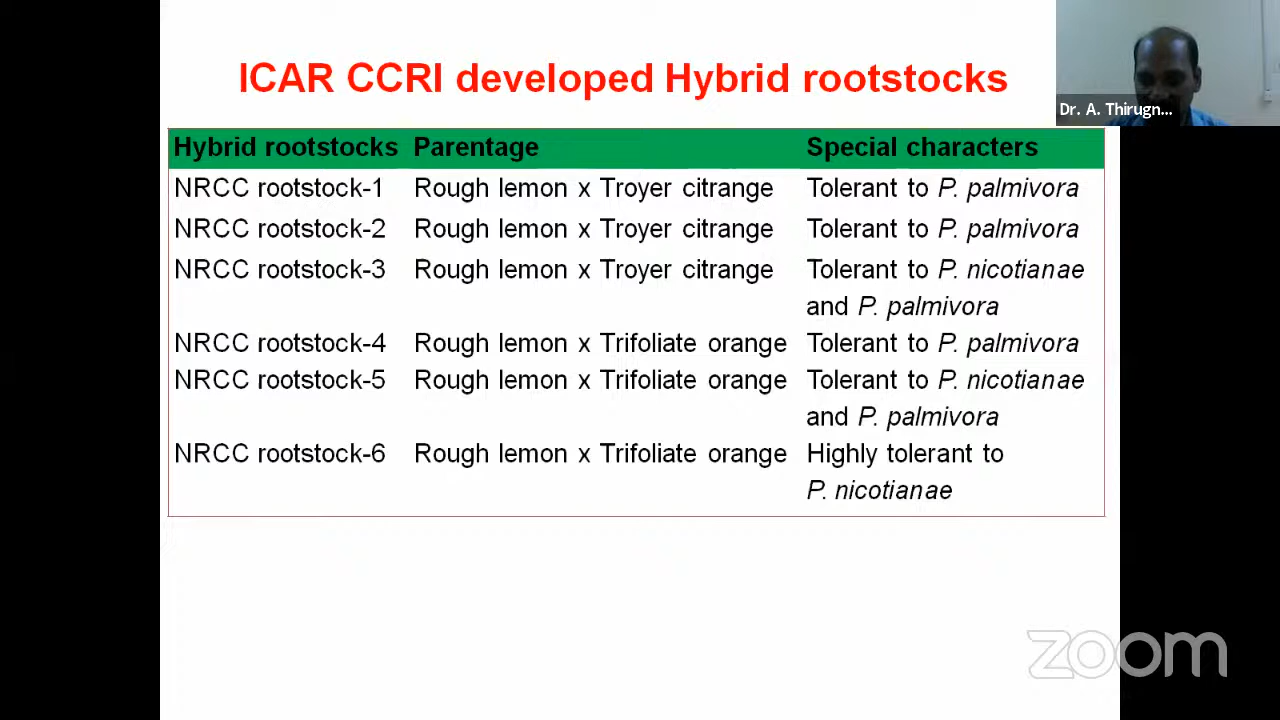 ICAR CCRI developed Hybrid rootstocks
Dr. A. Thirugn...
Hybrid rootstocks Parentage Special characters
NRCC rootstock-1 Rough lemon x Troyer citrange Tolerant to P. palmivora
NRCC rootstock-2 Rough lemon x Troyer citrange Tolerant to P. palmivora
NRCC rootstock-3 Rough lemon x Troyer citrange Tolerant to P. nicotianae
and P. palmivora
NRCC rootstock-4 Rough lemon x Trifoliate orange Tolerant to P. palmivora
NRCC rootstock-5 Rough lemon x Trifoliate orange Tolerant to P. nicotianae
and P. palmivora
NRCC rootstock-6 Rough lemon x Trifoliate orange Highly tolerant to
P. nicotianae
zoom